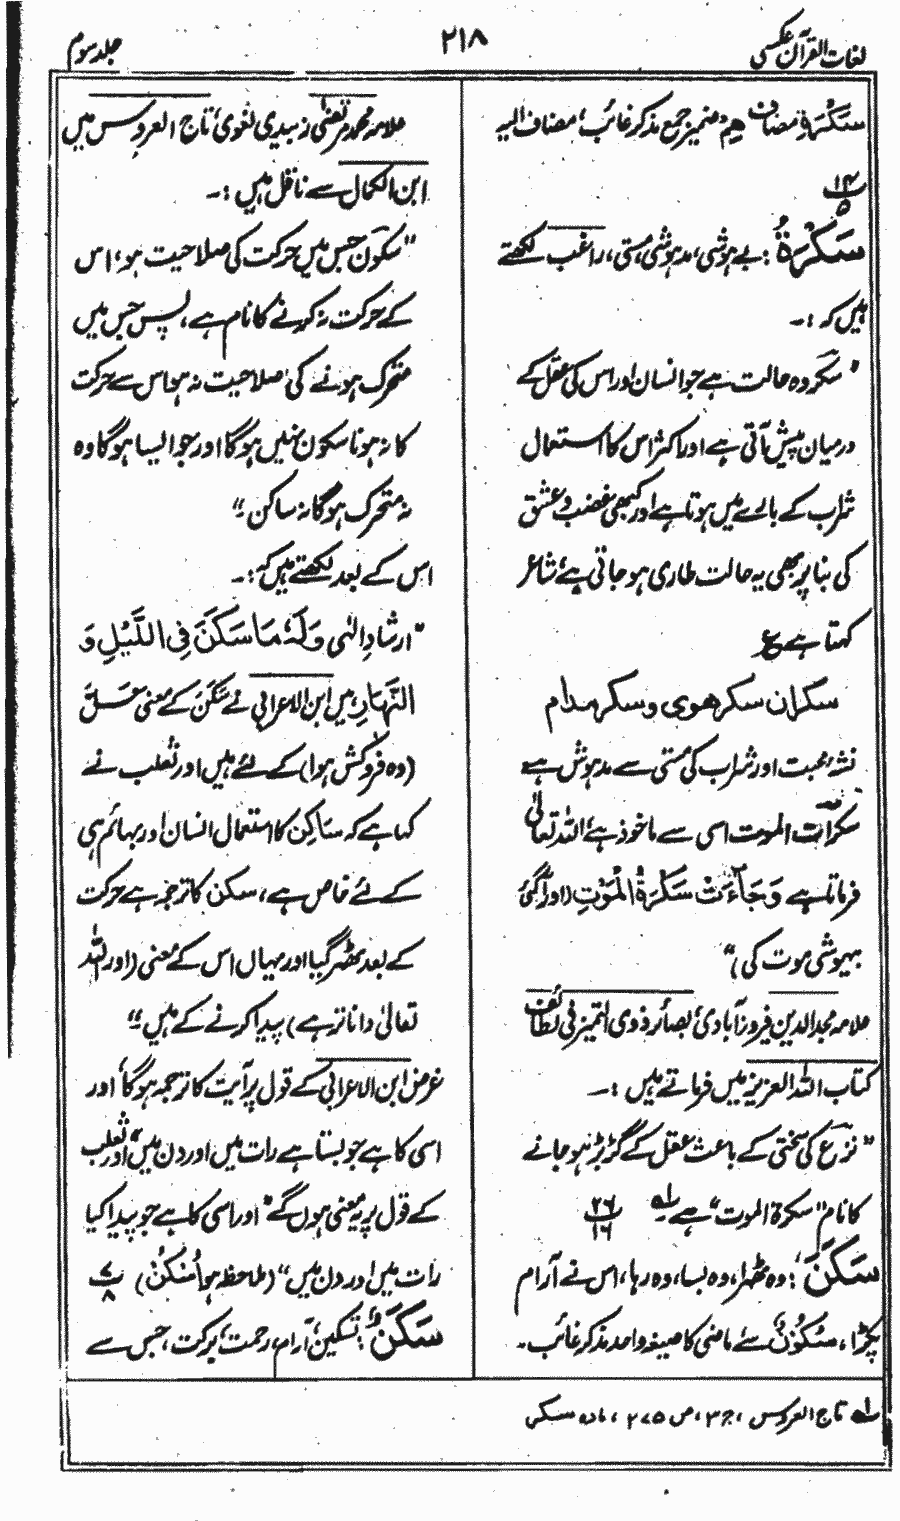 لغات القرآن عکسی
۲۱۸
جلد سوم
سَکْرَ فِ مضاف هِم ضمیر جمع مذکر غائب، مضاف الیہ
۱۴
۵
سَکْرَۃُ : بے ہوشی، مدہوشی، مستی، راغب لکھتے
ہیں کہ :۔
”سکر وہ حالت ہے جو انسان اور اس کی عقل کے
درمیان پیش آتی ہے اور اکثر اس کا استعمال
شراب کے بارے میں ہوتا ہے اور کبھی غضب و عشق
کی بنا پر بھی یہ حالت طاری ہو جاتی ہے، شاعر
کہتا ہے ع
سکران سکر ھوی و سکر مدام
نشۂ محبت اور شراب کی مستی سے مدہوش ہے
سکرات الموت اسی سے ماخوذ ہے، اللہ تعالیٰ
فرماتا ہے وَجَآءَتْ سَکْرَۃُ الْمَوْتِ (اور آگئی
بیہوشی موت کی)“
علامہ مجد الدین فیروز آبادی، بصائر ذوی التمیز فی لطائف
کتاب اللہ العزیز میں فرماتے ہیں :۔
”نزع کی سختی کے باعث عقل کے گڑبڑ ہو جانے
کا نام ”سکرۃ الموت“ ہے لہ ۲۶
۱۶
سَکَنَ : وہ ٹھہرا، وہ بسا، وہ رہا، اس نے آرام
پکڑا، سُکُوْنٌ سے ماضی کا صیغہ واحد مذکر غائب۔
علامہ محمد مرتضیٰ زبیدی لغوی، تاج العروس میں
ابن الکمال سے ناقل ہیں :۔
”سکون جس میں حرکت کی صلاحیت ہو، اس
کے حرکت نہ کرنے کا نام ہے، پس جس میں
متحرک ہونے کی صلاحیت نہ ہو اس سے حرکت
کا نہ ہونا سکون نہیں ہوگا اور جو ایسا ہوگا وہ
نہ متحرک ہوگا نہ ساکن“
اس کے بعد لکھتے ہیں کہ :۔
”ارشادِ الٰہی وَلَہٗ مَا سَکَنَ فِی اللَّیْلِ وَ
النَّہَارِ میں ابن الاعرابی نے سَکَنَ کے معنی حَلَّ
(وہ فروکش ہوا) کے لئے ہیں اور ثعلب نے
کہا ہے کہ سَاکِن کا استعمال انسان اور بہائم ہی
کے لئے خاص ہے، سکن کا ترجمہ ہے حرکت
کے بعد ٹھہر گیا اور یہاں اس کے معنی (اور اللہ
تعالیٰ دانا تر ہے) پیدا کرنے کے ہیں“
غرض ابن الاعرابی کے قول پر آیت کا ترجمہ ہوگا، اور
اسی کا ہے جو بستا ہے رات میں اور دن میں“ اور ثعلب
کے قول پر یہ معنی ہوں گے ”اور اسی کا ہے جو پیدا کیا
رات میں اور دن میں“ (ملاحظہ ہو اُسْکُنْ) ۷
۸
سَکَنٌ : تسکین، آرام، رحمت، برکت، جس سے
لہ تاج العروس، ج ۳، ص ۲۷۵، مادہ سکر